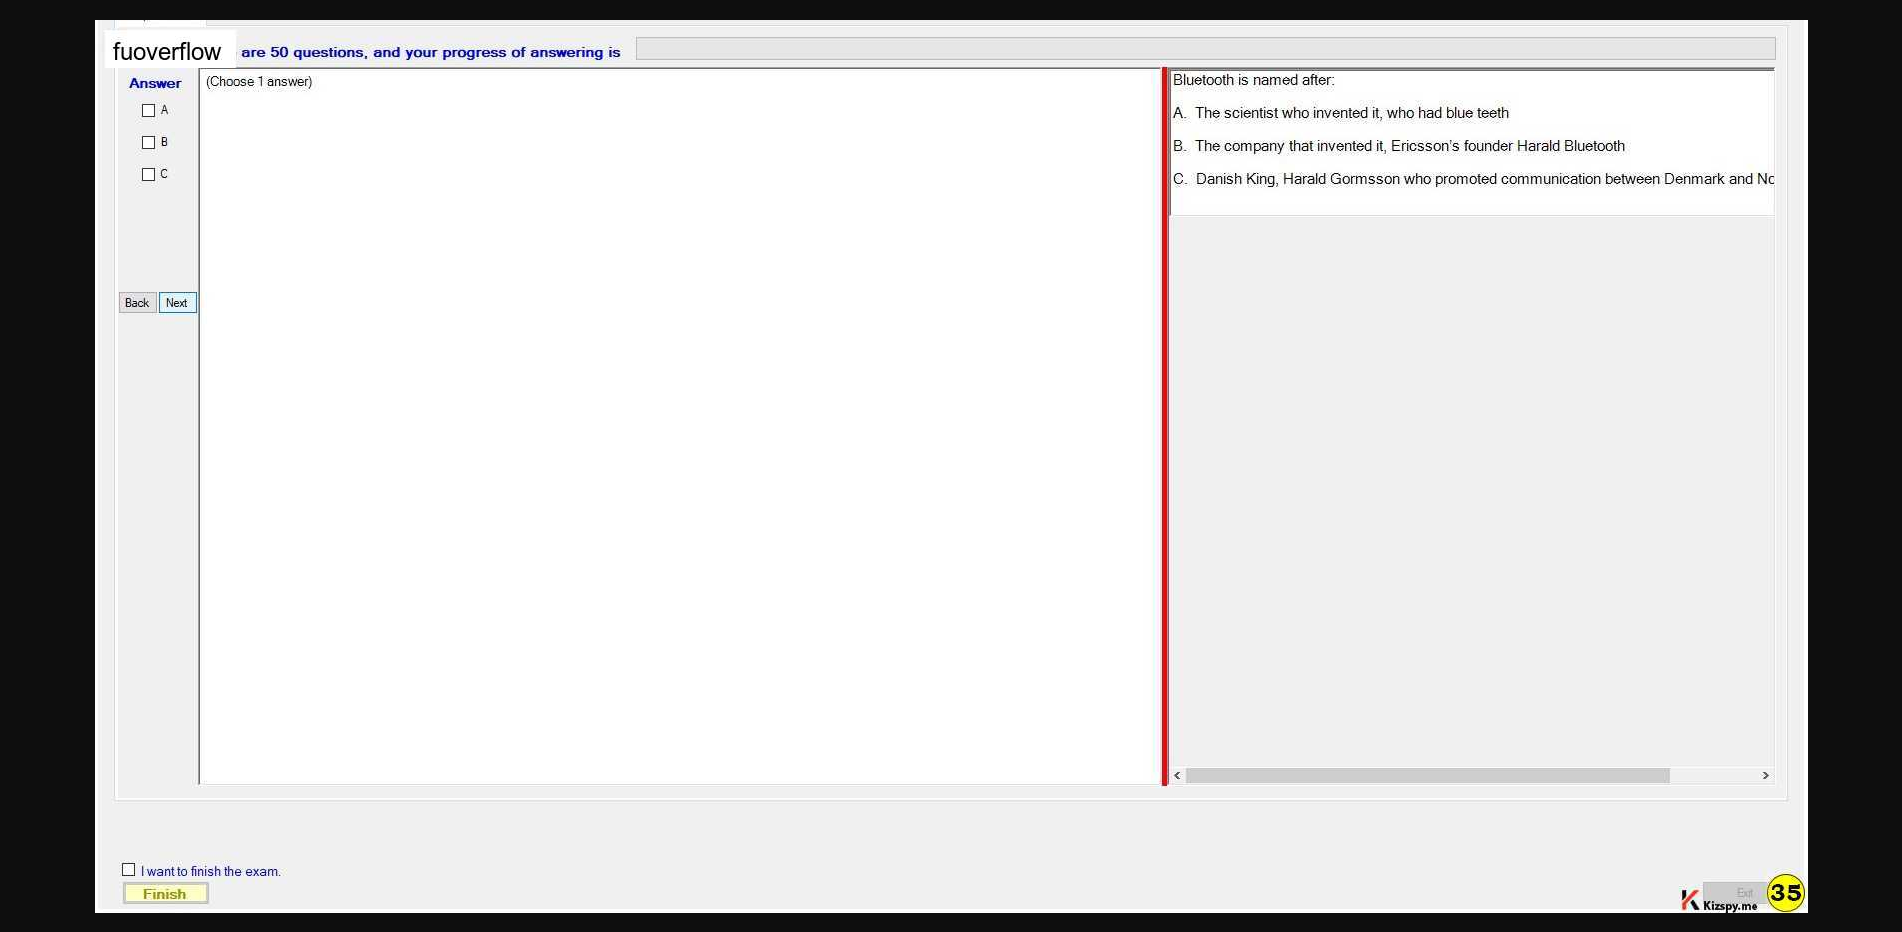 fuoverflow are 50 questions, and your progress of answering is
Answer
A
B
C
Back Next
(Choose 1 answer)
Bluetooth is named after:
A. The scientist who invented it, who had blue teeth
B. The company that invented it, Ericsson's founder Harald Bluetooth
C. Danish King, Harald Gormsson who promoted communication between Denmark and
I want to finish the exam.
Finish
Exit
Kizspy.me
35